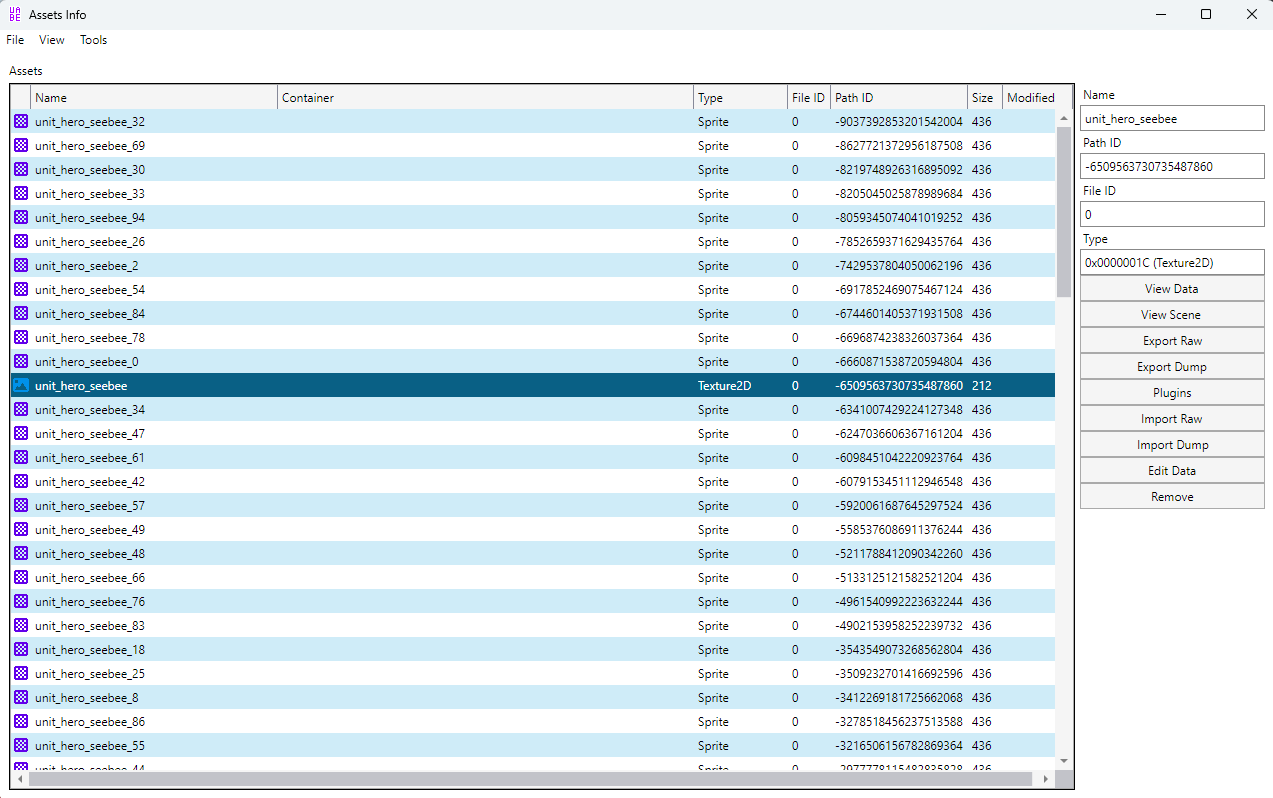 Assets Info
File View Tools
Assets
Name Container Type File ID Path ID Size Modified
unit_hero_seebee_32 Sprite 0 -9037392853201542004 436
unit_hero_seebee_69 Sprite 0 -8627721372956187508 436
unit_hero_seebee_30 Sprite 0 -8219748926316895092 436
unit_hero_seebee_33 Sprite 0 -8205045025878989684 436
unit_hero_seebee_94 Sprite 0 -8059345074041019252 436
unit_hero_seebee_26 Sprite 0 -7852659371629435764 436
unit_hero_seebee_2 Sprite 0 -7429537804050062196 436
unit_hero_seebee_54 Sprite 0 -6917852469075467124 436
unit_hero_seebee_84 Sprite 0 -6744601405371931508 436
unit_hero_seebee_78 Sprite 0 -6696874238326037364 436
unit_hero_seebee_0 Sprite 0 -6660871538720594804 436
unit_hero_seebee Texture2D 0 -6509563730735487860 212
unit_hero_seebee_34 Sprite 0 -6341007429224127348 436
unit_hero_seebee_47 Sprite 0 -6247036606367161204 436
unit_hero_seebee_61 Sprite 0 -6098451042220923764 436
unit_hero_seebee_42 Sprite 0 -6079153451112946548 436
unit_hero_seebee_57 Sprite 0 -5920061687645297524 436
unit_hero_seebee_49 Sprite 0 -5585376086911376244 436
unit_hero_seebee_48 Sprite 0 -5211788412090342260 436
unit_hero_seebee_66 Sprite 0 -5133125121582521204 436
unit_hero_seebee_76 Sprite 0 -4961540992223632244 436
unit_hero_seebee_83 Sprite 0 -4902153958252239732 436
unit_hero_seebee_18 Sprite 0 -3543549073268562804 436
unit_hero_seebee_25 Sprite 0 -3509232701416692596 436
unit_hero_seebee_8 Sprite 0 -3412269181725662068 436
unit_hero_seebee_86 Sprite 0 -3278518456237513588 436
unit_hero_seebee_55 Sprite 0 -3216506156782869364 436
Name
unit_hero_seebee
Path ID
-6509563730735487860
File ID
0
Type
0x0000001C (Texture2D)
View Data
View Scene
Export Raw
Export Dump
Plugins
Import Raw
Import Dump
Edit Data
Remove